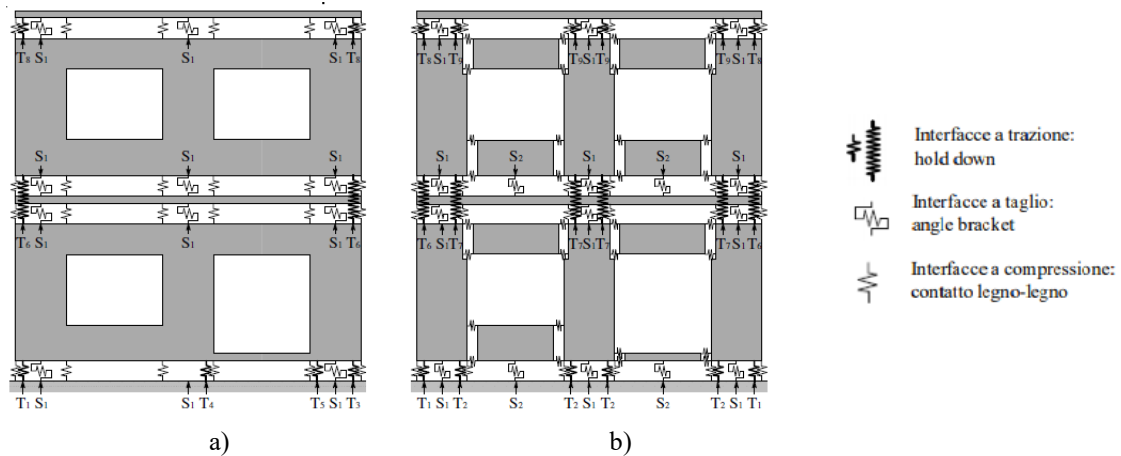 T8 S1 S1 S1 T8
T8 S1 T9 T9 S1 T9 T9 S1 T8
S1 S1 S1
S1 S2 S1 S2 S1
T6 S1 S1 S1 T6
T6 S1 T7 T7 S1 T7 T7 S1 T6
T1 S1 S1 T4 T5 S1 T3
T1 S1 T2 S2 T2 S1 T2 S2 T2 S1 T1
a)
b)
Interfacce a trazione:
hold down
Interfacce a taglio:
angle bracket
Interfacce a compressione:
contatto legno-legno